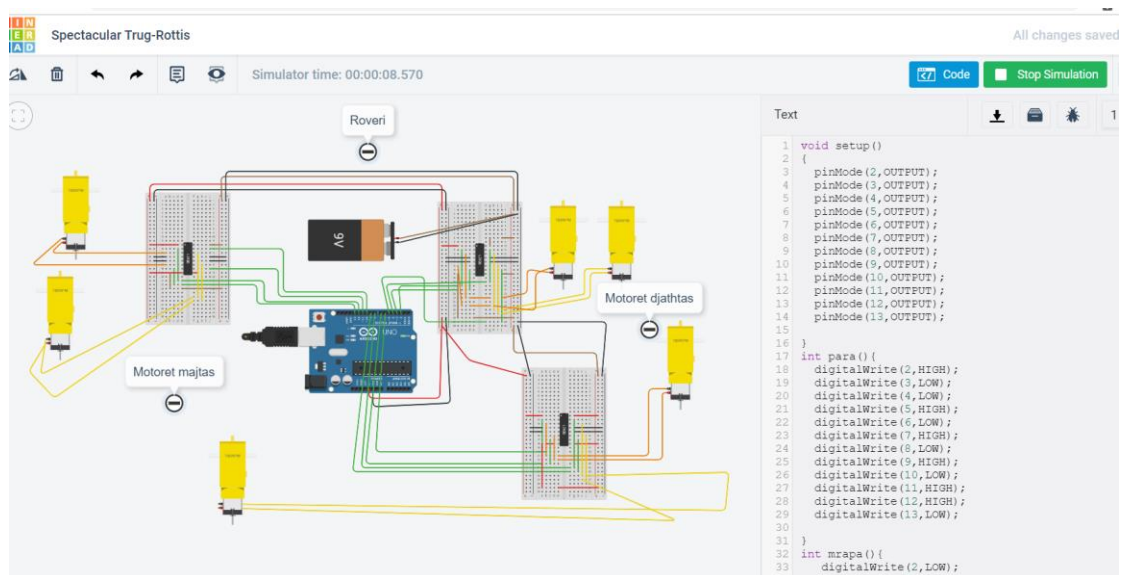 IN
ER
AD
Spectacular Trug-Rottis
All changes saved
Simulator time: 00:00:08.570
Code
Stop Simulation
Text
1
Roveri
9V
Motoret djathtas
Motoret majtas
UNO
1 void setup()
2 {
3 pinMode(2,OUTPUT);
4 pinMode(3,OUTPUT);
5 pinMode(4,OUTPUT);
6 pinMode(5,OUTPUT);
7 pinMode(6,OUTPUT);
8 pinMode(7,OUTPUT);
9 pinMode(8,OUTPUT);
10 pinMode(9,OUTPUT);
11 pinMode(10,OUTPUT);
12 pinMode(11,OUTPUT);
13 pinMode(12,OUTPUT);
14 pinMode(13,OUTPUT);
15
16 }
17 int para(){
18 digitalWrite(2,HIGH);
19 digitalWrite(3,LOW);
20 digitalWrite(4,LOW);
21 digitalWrite(5,HIGH);
22 digitalWrite(6,LOW);
23 digitalWrite(7,HIGH);
24 digitalWrite(8,LOW);
25 digitalWrite(9,HIGH);
26 digitalWrite(10,LOW);
27 digitalWrite(11,HIGH);
28 digitalWrite(12,HIGH);
29 digitalWrite(13,LOW);
30
31 }
32 int mrapa(){
33 digitalWrite(2,LOW);